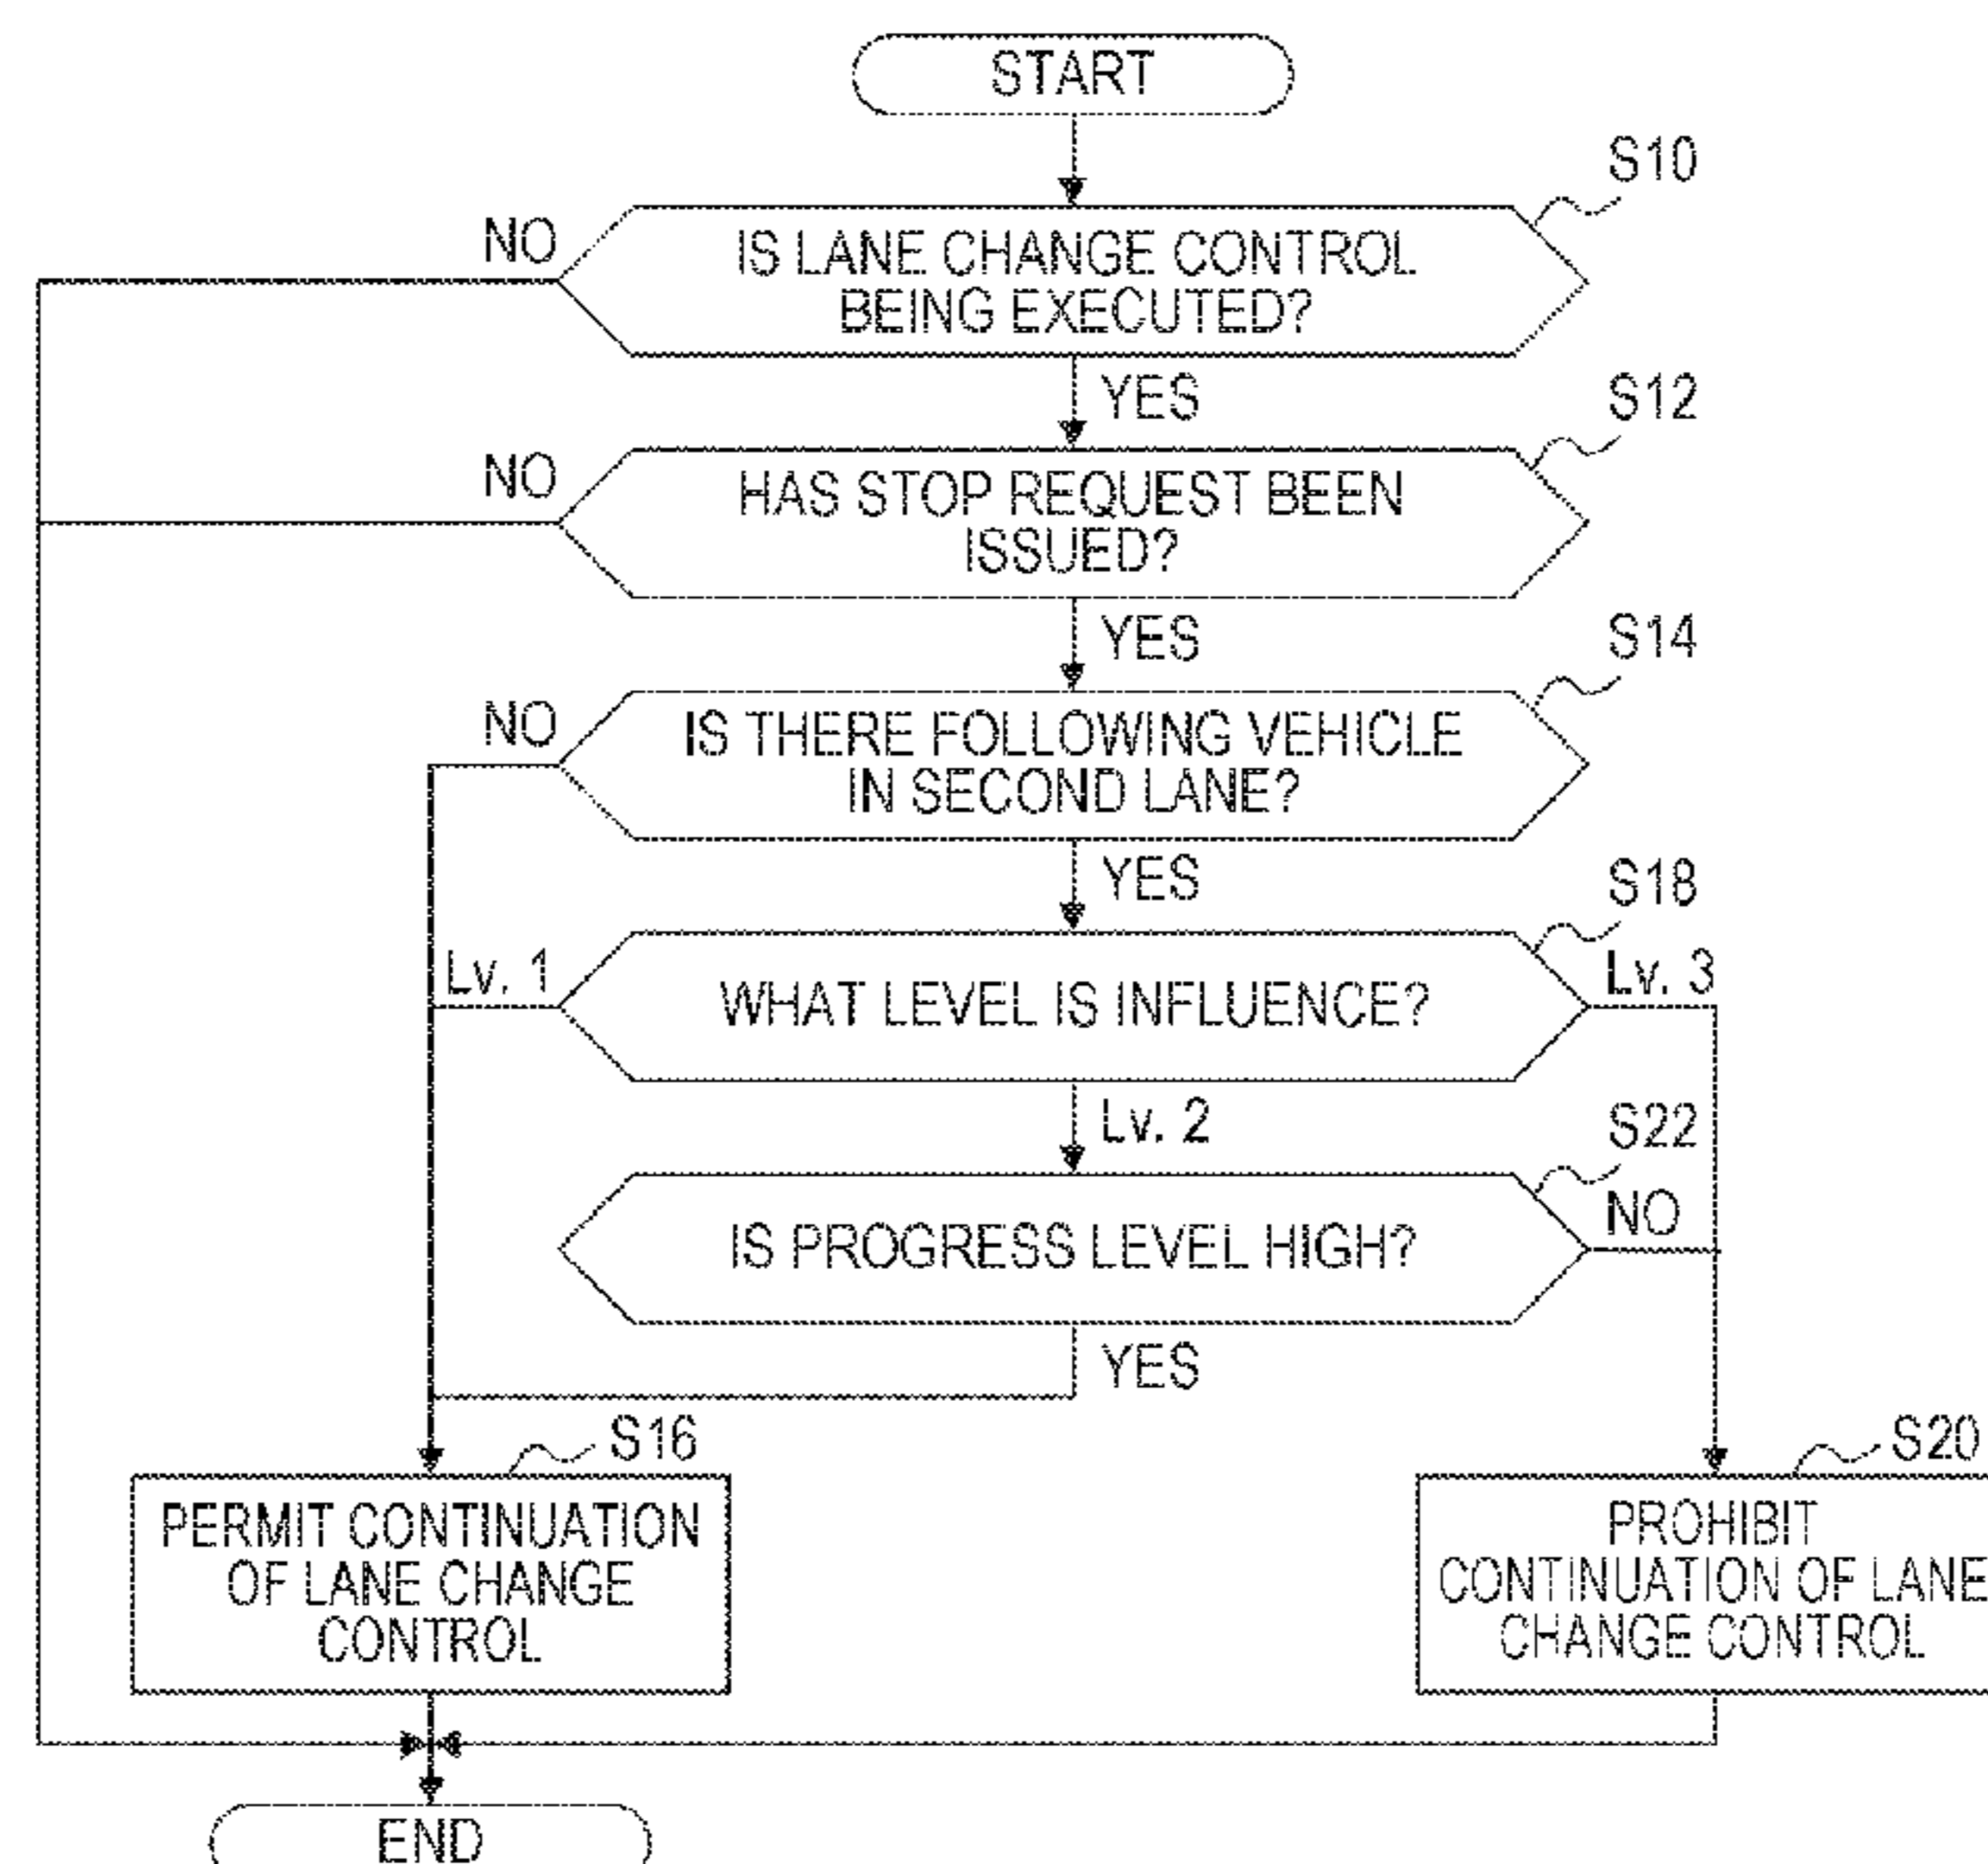 START
S10
NO
IS LANE CHANGE CONTROL
BEING EXECUTED?
YES
S12
NO
HAS STOP REQUEST BEEN
ISSUED?
YES
S14
NO
IS THERE FOLLOWING VEHICLE
IN SECOND LANE?
YES
S18
Lv. 1
WHAT LEVEL IS INFLUENCE?
Lv. 3
Lv. 2
S22
IS PROGRESS LEVEL HIGH?
NO
YES
S16
PERMIT CONTINUATION
OF LANE CHANGE
CONTROL
S20
PROHIBIT
CONTINUATION OF LANE
CHANGE CONTROL
END